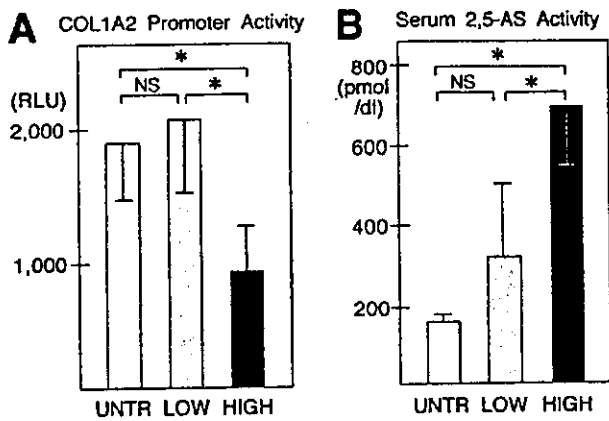 A COL1A2 Promoter Activity
(RLU)
2,000
1,000
*
NS
*
UNTR LOW HIGH
B Serum 2,5-AS Activity
800
(pmol
/dl)
600
400
200
*
NS
*
UNTR LOW HIGH